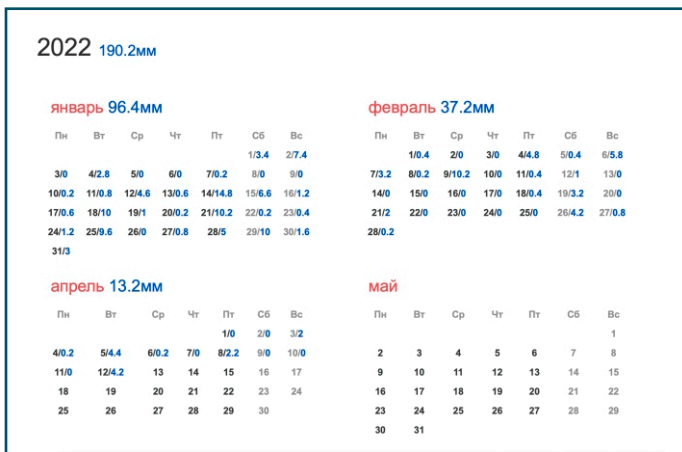 2022 190.2мм
январь 96.4мм
Пн Вт Ср Чт Пт Сб Вс
1/3.4 2/7.4
3/0 4/2.8 5/0 6/0 7/0.2 8/0 9/0
10/0.2 11/0.8 12/4.6 13/0.6 14/14.8 15/6.6 16/1.2
17/0.6 18/10 19/1 20/0.2 21/10.2 22/0.2 23/0.4
24/1.2 25/9.6 26/0 27/0.8 28/5 29/10 30/1.6
31/3
февраль 37.2мм
Пн Вт Ср Чт Пт Сб Вс
1/0.4 2/0 3/0 4/4.8 5/0.4 6/5.8
7/3.2 8/0.2 9/10.2 10/0 11/0.4 12/1 13/0
14/0 15/0 16/0 17/0 18/0.4 19/3.2 20/0
21/2 22/0 23/0 24/0 25/0 26/4.2 27/0.8
28/0.2
апрель 13.2мм
Пн Вт Ср Чт Пт Сб Вс
1/0 2/0 3/2
4/0.2 5/4.4 6/0.2 7/0 8/2.2 9/0 10/0
11/0 12/4.2 13 14 15 16 17
18 19 20 21 22 23 24
25 26 27 28 29 30
май
Пн Вт Ср Чт Пт Сб Вс
1
2 3 4 5 6 7 8
9 10 11 12 13 14 15
16 17 18 19 20 21 22
23 24 25 26 27 28 29
30 31